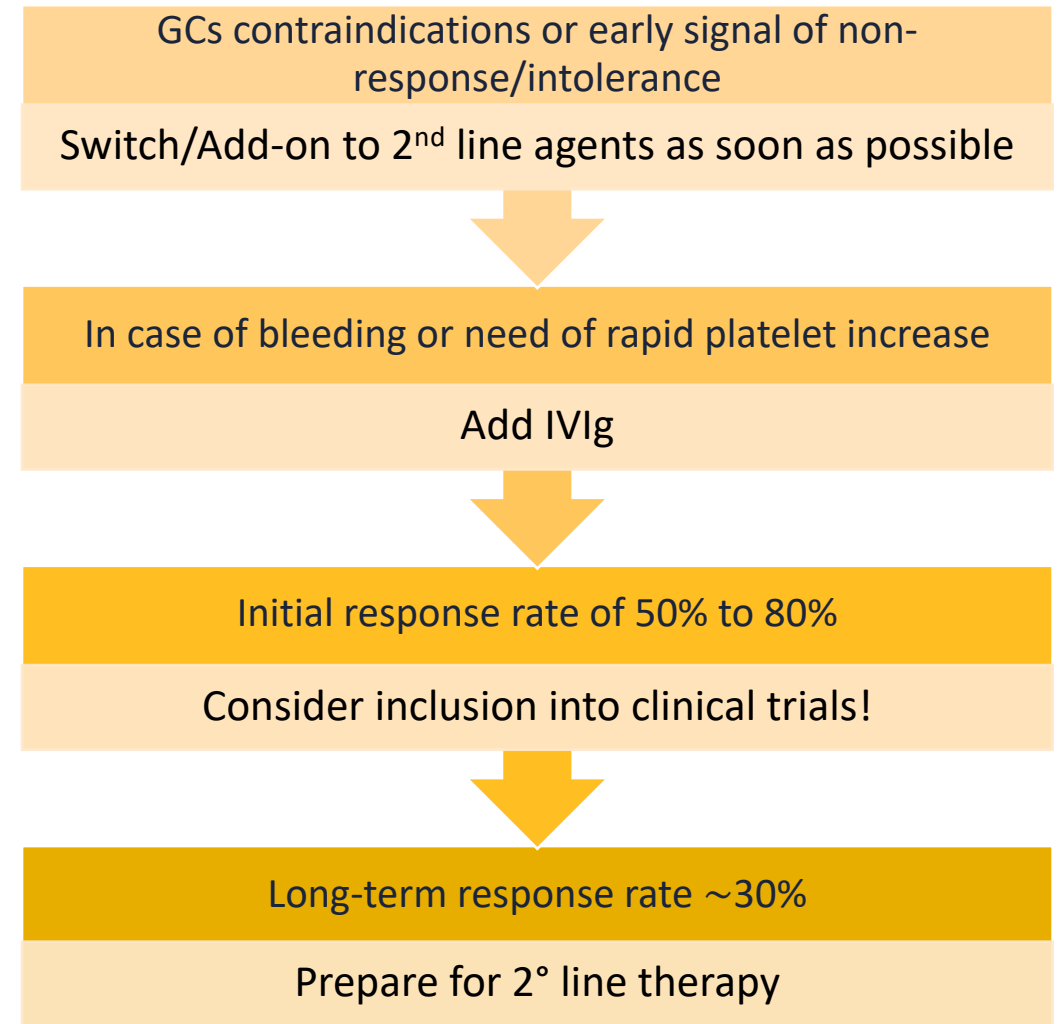 GCs contraindications or early signal of non-
response/intolerance
Switch/Add-on to 2nd line agents as soon as possible
In case of bleeding or need of rapid platelet increase
Add IVIg
Initial response rate of 50% to 80%
Consider inclusion into clinical trials!
Long-term response rate ~30%
Prepare for 2° line therapy